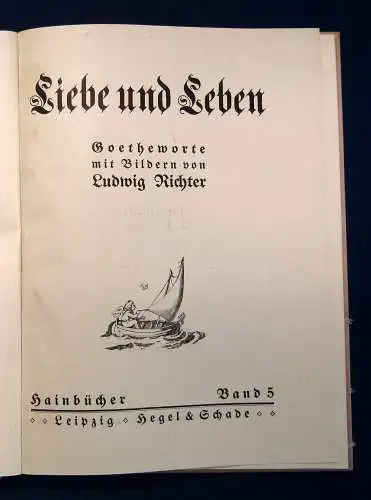 Liebe und Leben
Goetheworte
mit Bildern von
Ludwig Richter
Hainbücher Band 5
Leipzig Hegel & Schade